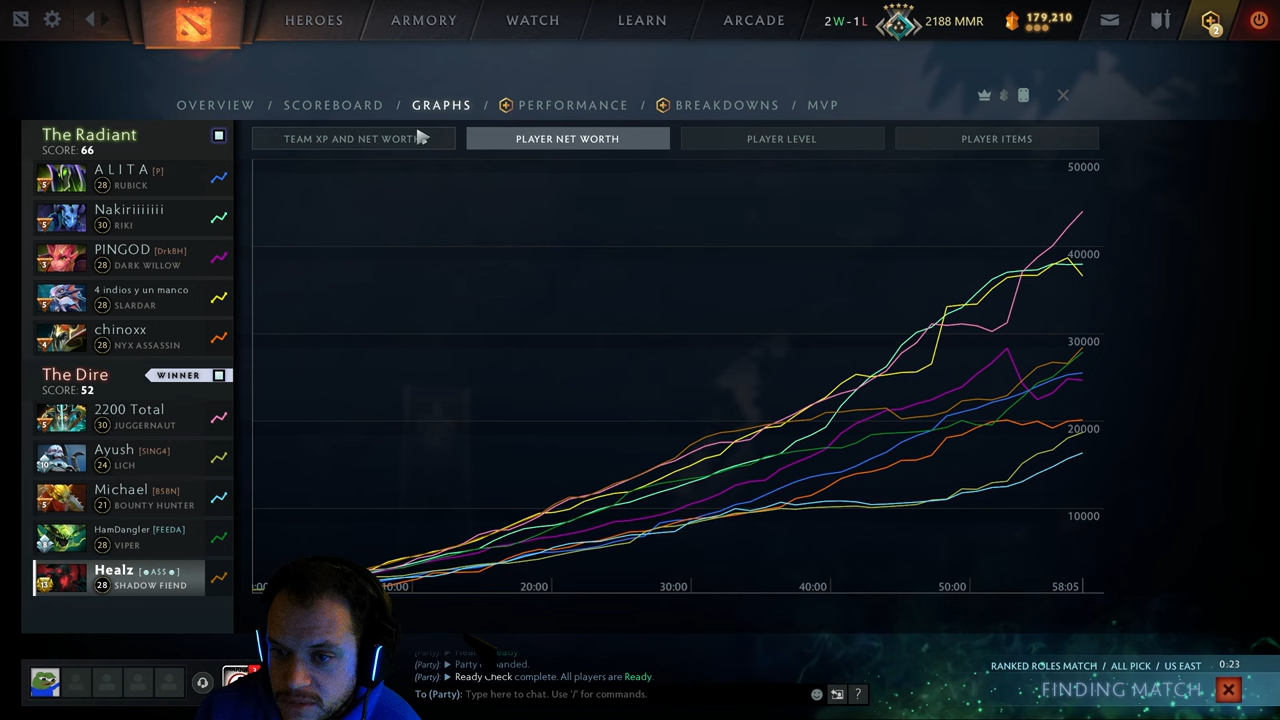 HEROES
ARMORY
WATCH
LEARN
ARCADE
2W-1L
2188 MMR
179,210
2
OVERVIEW / SCOREBOARD / GRAPHS / PERFORMANCE / BREAKDOWNS / MVP
TEAM XP AND NET WORTH
PLAYER NET WORTH
PLAYER LEVEL
PLAYER ITEMS
The Radiant
SCORE: 66
A L I T A [P]
28 RUBICK
Nakiriiiiiii
30 RIKI
PINGOD [DrkBH]
28 DARK WILLOW
4 indios y un manco
28 SLARDAR
chinoxx
28 NYX ASSASSIN
The Dire
WINNER
SCORE: 52
2200 Total
30 JUGGERNAUT
Ayush [SING4]
24 LICH
Michael [BSBN]
21 BOUNTY HUNTER
HamDangler [FEEDA]
28 VIPER
Healz [☻A$$☻]
28 SHADOW FIEND
50000
40000
30000
20000
10000
10:00
20:00
30:00
40:00
50:00
58:05
(Party): ▶ Ready Check complete. All players are Ready.
To (Party): Type here to chat. Use '/' for commands.
?
RANKED ROLES MATCH / ALL PICK / US EAST
0:23
FINDING MATCH